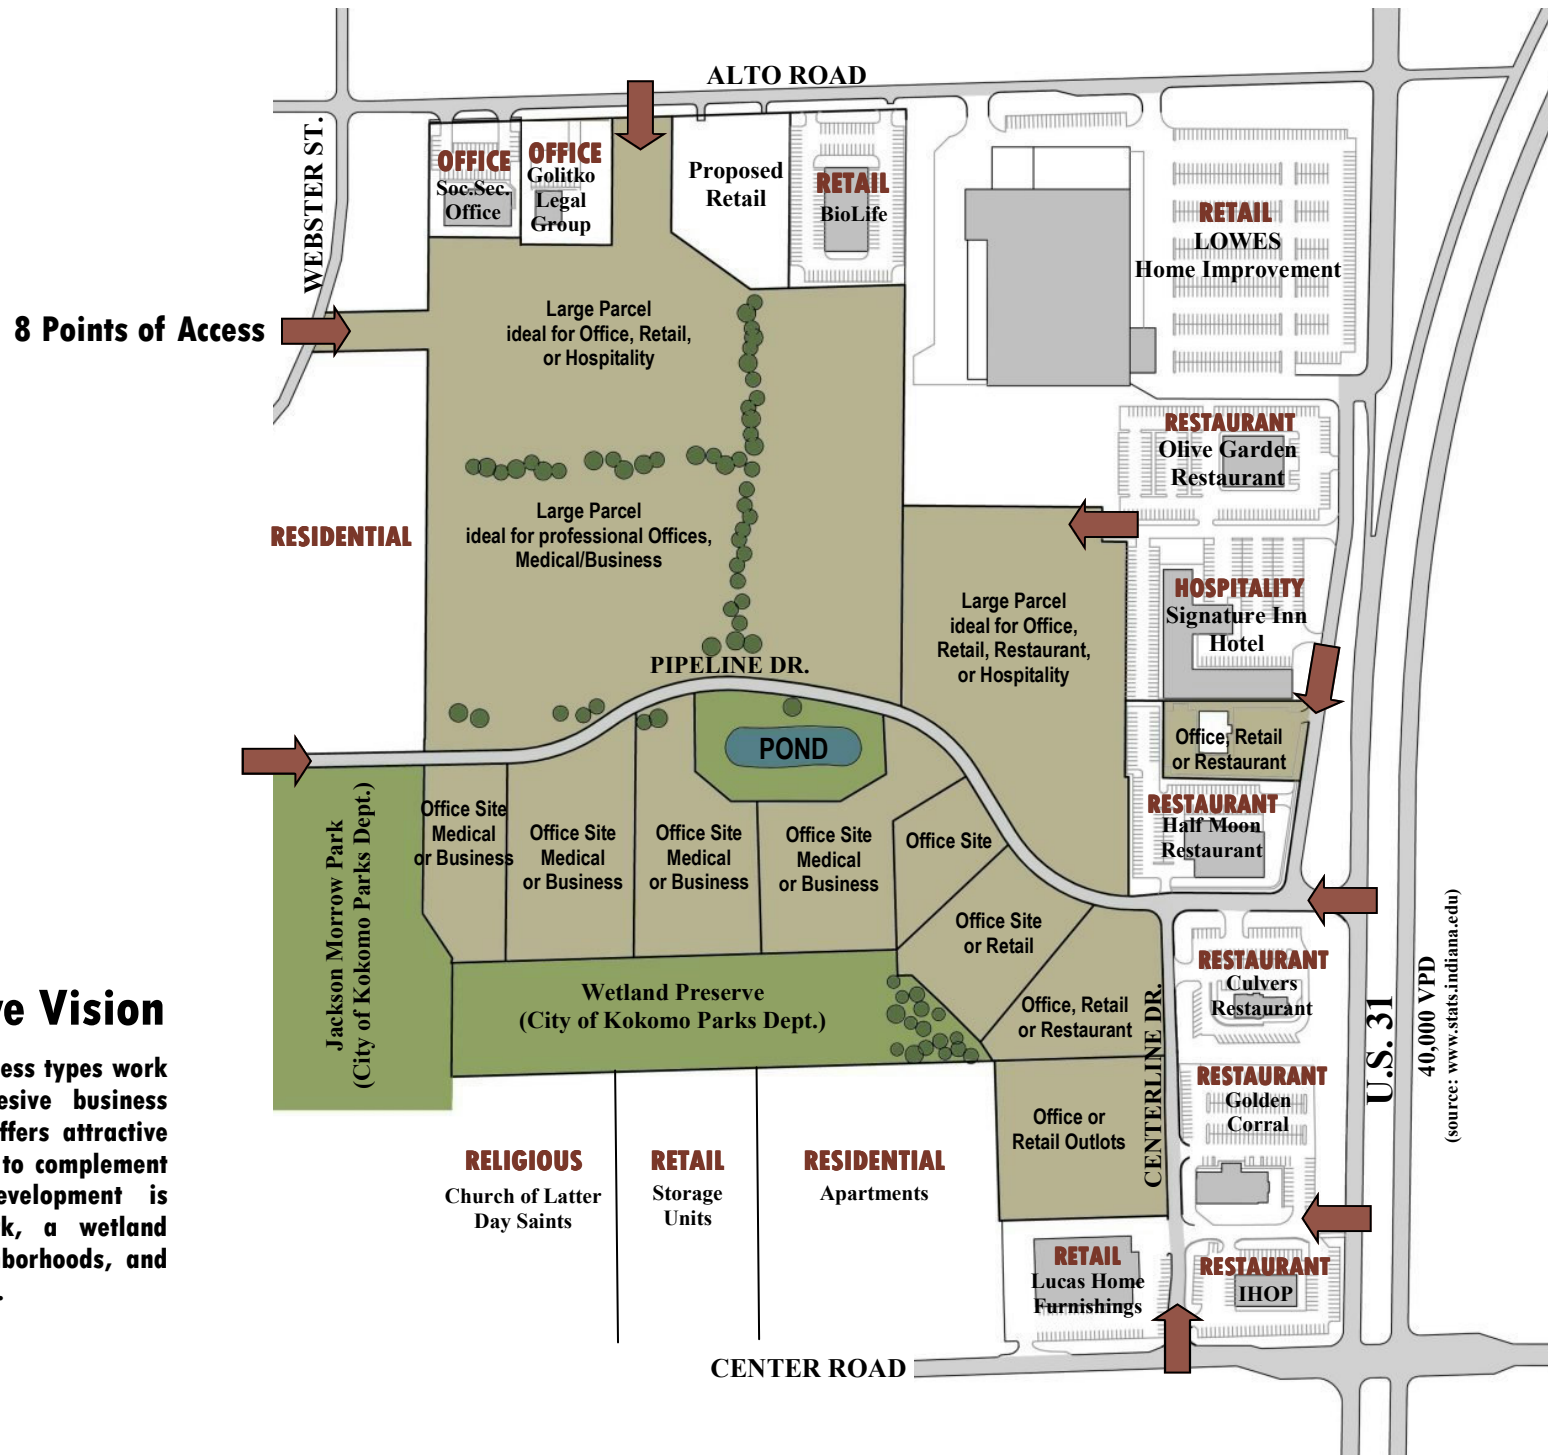 ALTO ROAD
WEBSTER ST.
OFFICE
Soc.Sec.
Office
OFFICE
Golitko
Legal
Group
Proposed
Retail
RETAIL
BioLife
RETAIL
LOWES
Home Improvement
8 Points of Access
Large Parcel
ideal for Office, Retail,
or Hospitality
RESTAURANT
Olive Garden
Restaurant
RESIDENTIAL
Large Parcel
ideal for professional Offices,
Medical/Business
Large Parcel
ideal for Office,
Retail, Restaurant,
or Hospitality
HOSPITALITY
Signature Inn
Hotel
PIPELINE DR.
POND
Office, Retail
or Restaurant
RESTAURANT
Half Moon
Restaurant
Jackson Morrow Park
(City of Kokomo Parks Dept.)
Office Site
Medical
or Business
Office Site
Medical
or Business
Office Site
Medical
or Business
Office Site
Medical
or Business
Office Site
Office Site
or Retail
Office, Retail
or Restaurant
Wetland Preserve
(City of Kokomo Parks Dept.)
CENTERLINE DR.
RESTAURANT
Culvers
Restaurant
U.S. 31
40,000 VPD
(source: www.stats.indiana.edu)
RESTAURANT
Golden
Corral
Office or
Retail Outlots
Vision
types work
business
attractive
to complement
is
a wetland
and
RELIGIOUS
Church of Latter
Day Saints
RETAIL
Storage
Units
RESIDENTIAL
Apartments
RETAIL
Lucas Home
Furnishings
RESTAURANT
IHOP
CENTER ROAD